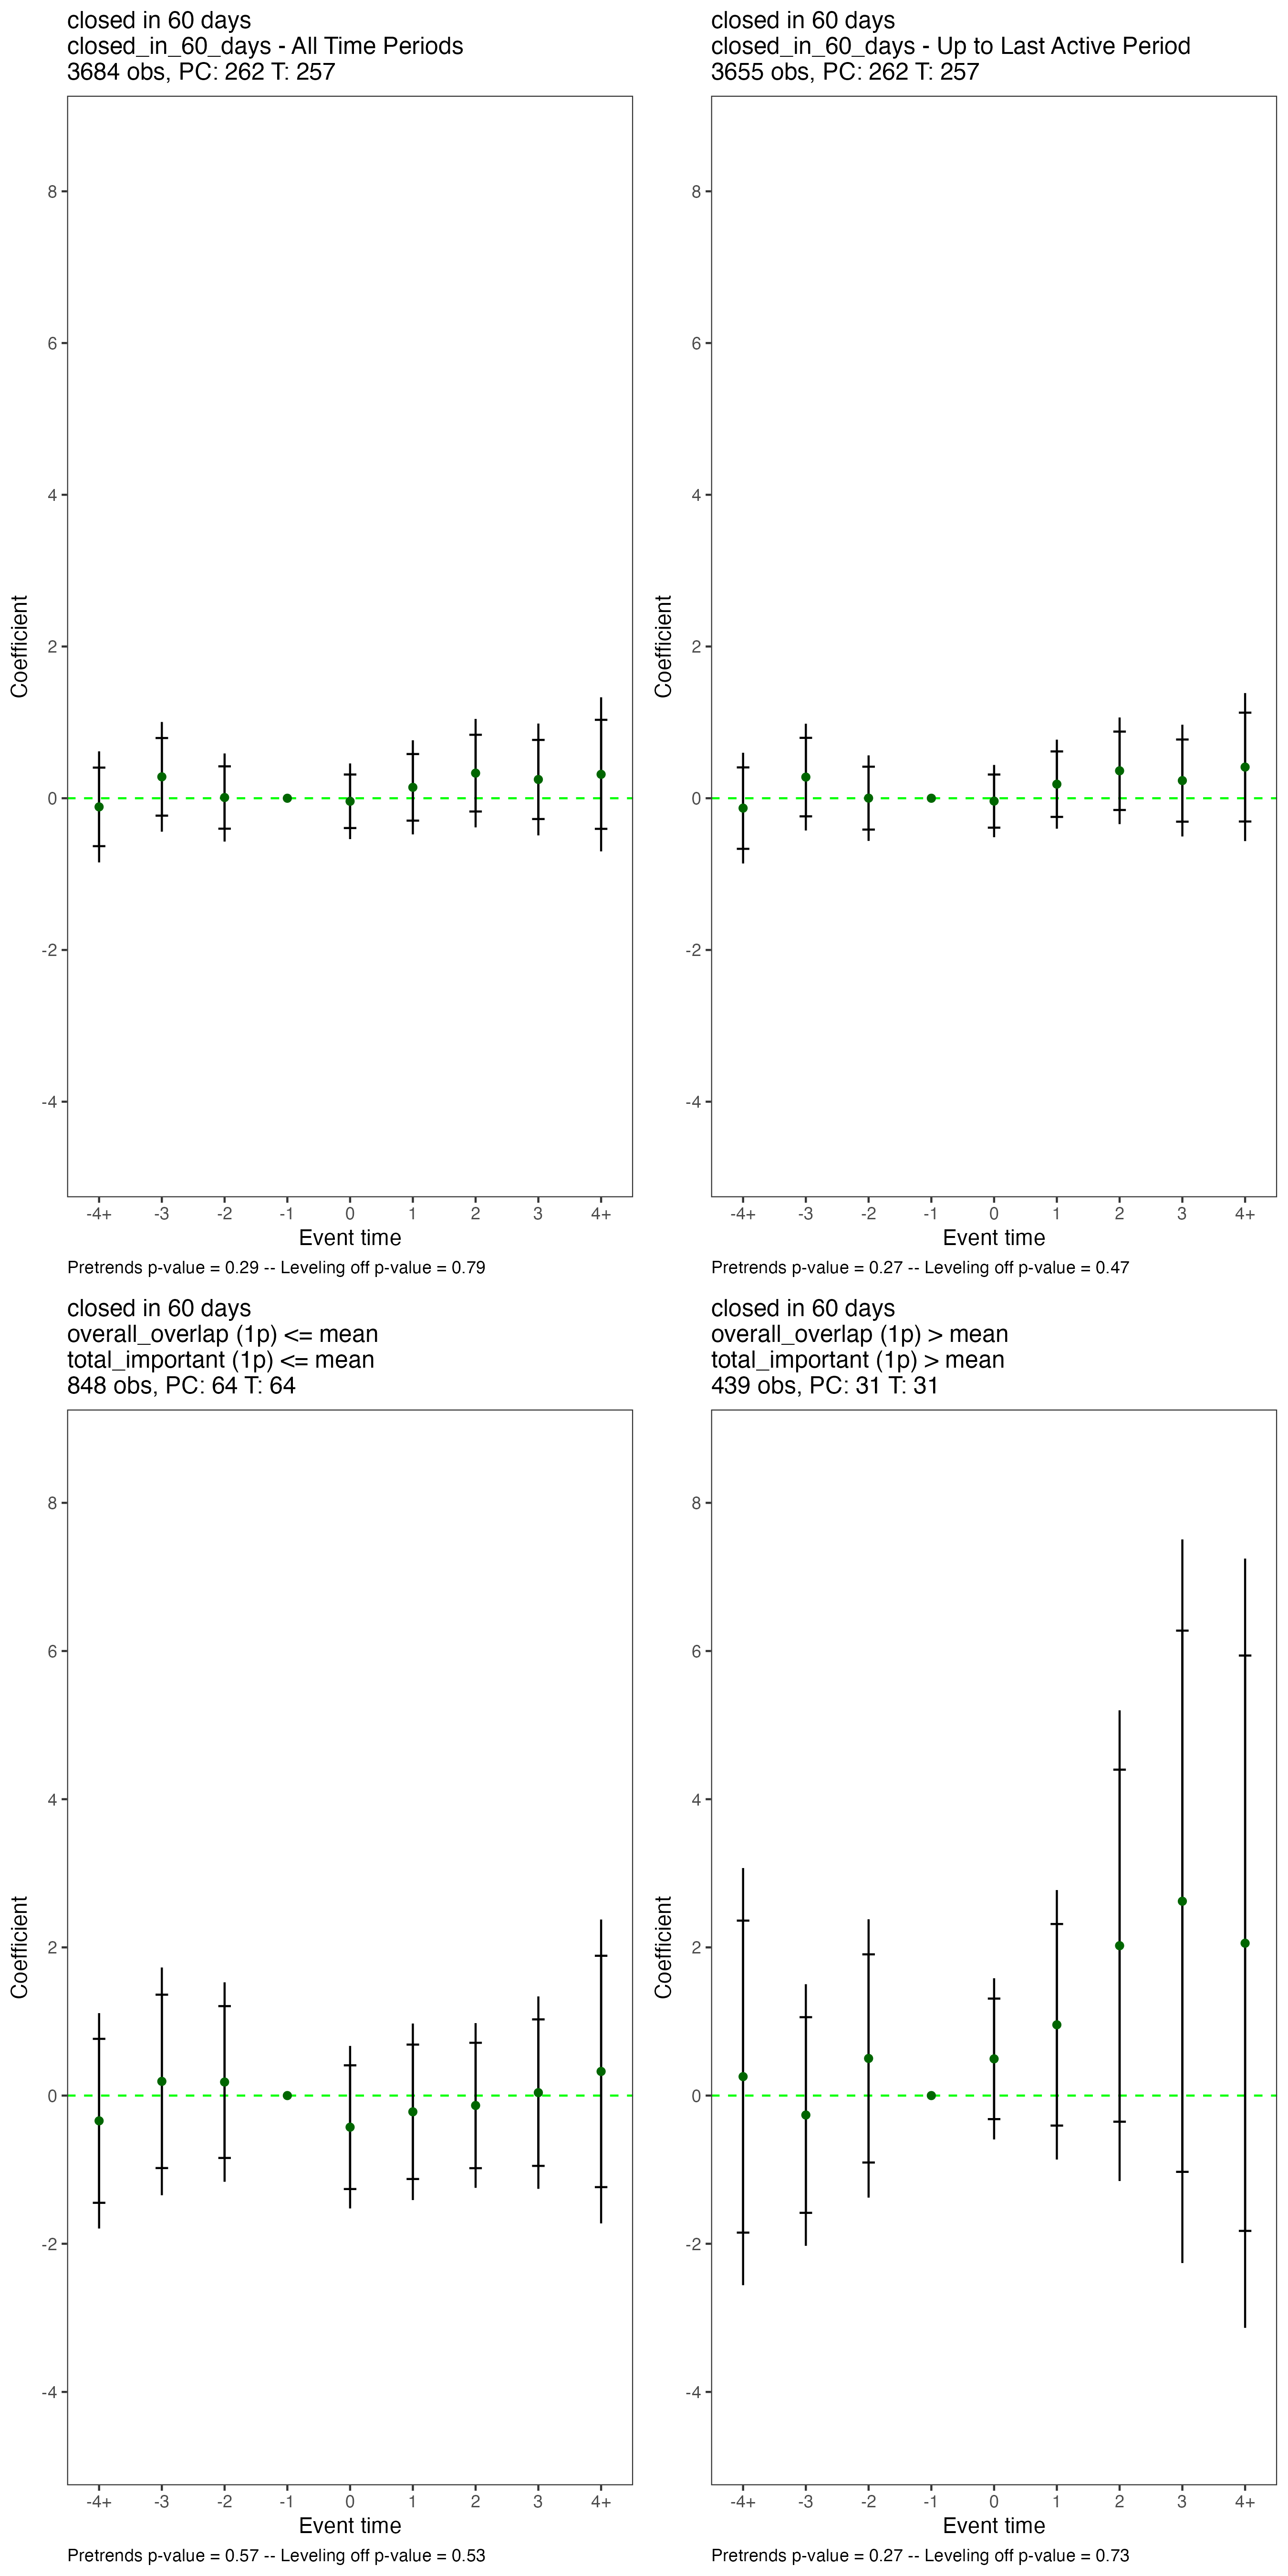 closed in 60 days
closed_in_60_days - All Time Periods
3684 obs, PC: 262 T: 257
8
6
4
2
0
-2
-4
Coefficient
-4+ -3 -2 -1 0 1 2 3 4+
Event time
Pretrends p-value = 0.29 -- Leveling off p-value = 0.79
closed in 60 days
closed_in_60_days - Up to Last Active Period
3655 obs, PC: 262 T: 257
8
6
4
2
0
-2
-4
Coefficient
-4+ -3 -2 -1 0 1 2 3 4+
Event time
Pretrends p-value = 0.27 -- Leveling off p-value = 0.47
closed in 60 days
overall_overlap (1p) <= mean
total_important (1p) <= mean
848 obs, PC: 64 T: 64
8
6
4
2
0
-2
-4
Coefficient
-4+ -3 -2 -1 0 1 2 3 4+
Event time
Pretrends p-value = 0.57 -- Leveling off p-value = 0.53
closed in 60 days
overall_overlap (1p) > mean
total_important (1p) > mean
439 obs, PC: 31 T: 31
8
6
4
2
0
-2
-4
Coefficient
-4+ -3 -2 -1 0 1 2 3 4+
Event time
Pretrends p-value = 0.27 -- Leveling off p-value = 0.73